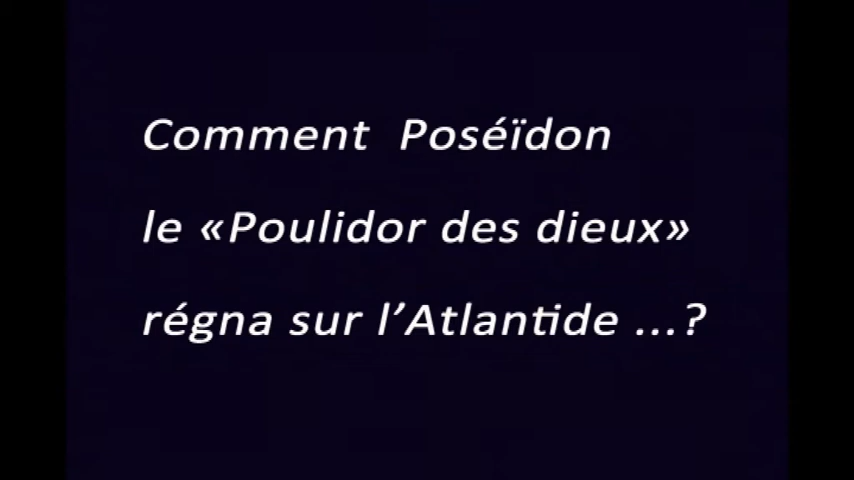 Comment Poséïdon
le «Poulidor des dieux»
régna sur l’Atlantide ...?